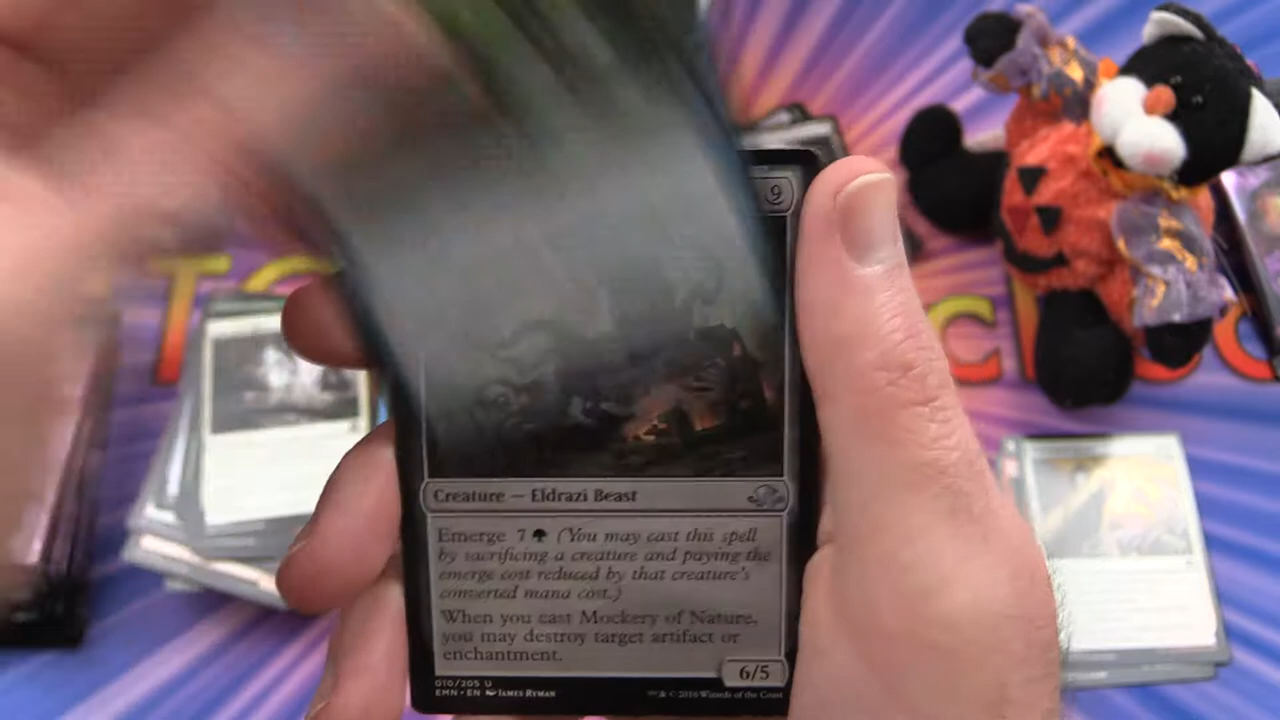 9
Creature — Eldrazi Beast
Emerge 7 (You may cast this spell
by sacrificing a creature and paying the
emerge cost reduced by that creature's
converted mana cost.)
When you cast Mockery of Nature,
you may destroy target artifact or
enchantment.
6/5
010/205 U
EMN • EN James Ryman
™ & © 2016 Wizards of the Coast